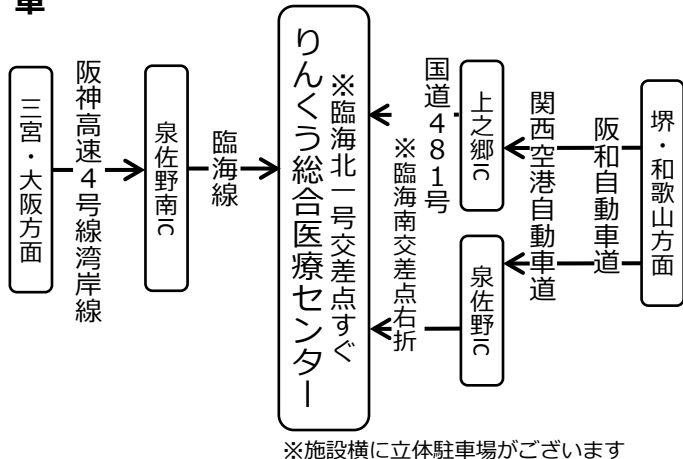 車
三宮・大阪方面
阪神高速4号線湾岸線
泉佐野南IC
臨海線
りんくう総合医療センター
※臨海北一号交差点すぐ
国道481号
※臨海南交差点右折
上之郷IC
泉佐野IC
関西空港自動車道
阪和自動車道
堺・和歌山方面
※施設横に立体駐車場がございます